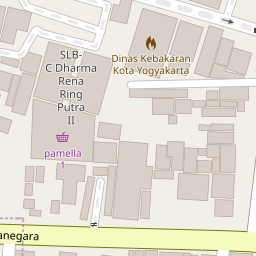 SLB-
C Dharma
Rena
Ring
Putra
II
Dinas Kebakaran
Kota Yogyakarta
pamella
1
anegara